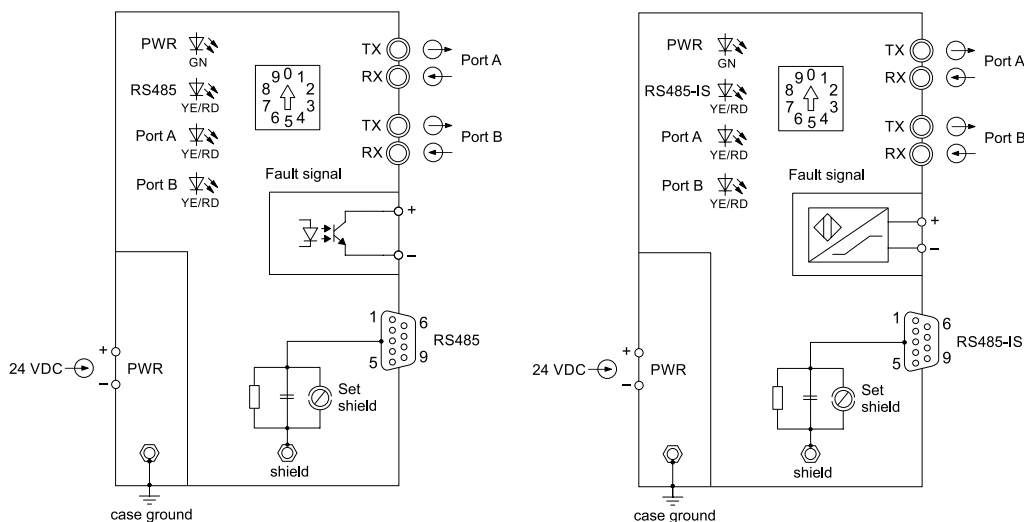 PWR
GN
RS485
YE/RD
Port A
YE/RD
Port B
YE/RD
9 0 1
8 2
7 3
6 5 4
TX
RX
Port A
TX
RX
Port B
Fault signal
+
−
1
6
5
9
RS485
24 VDC
+
−
PWR
Set
shield
shield
case ground
PWR
GN
RS485-IS
YE/RD
Port A
YE/RD
Port B
YE/RD
9 0 1
8 2
7 3
6 5 4
TX
RX
Port A
TX
RX
Port B
Fault signal
+
−
1
6
5
9
RS485-IS
24 VDC
+
−
PWR
Set
shield
shield
case ground